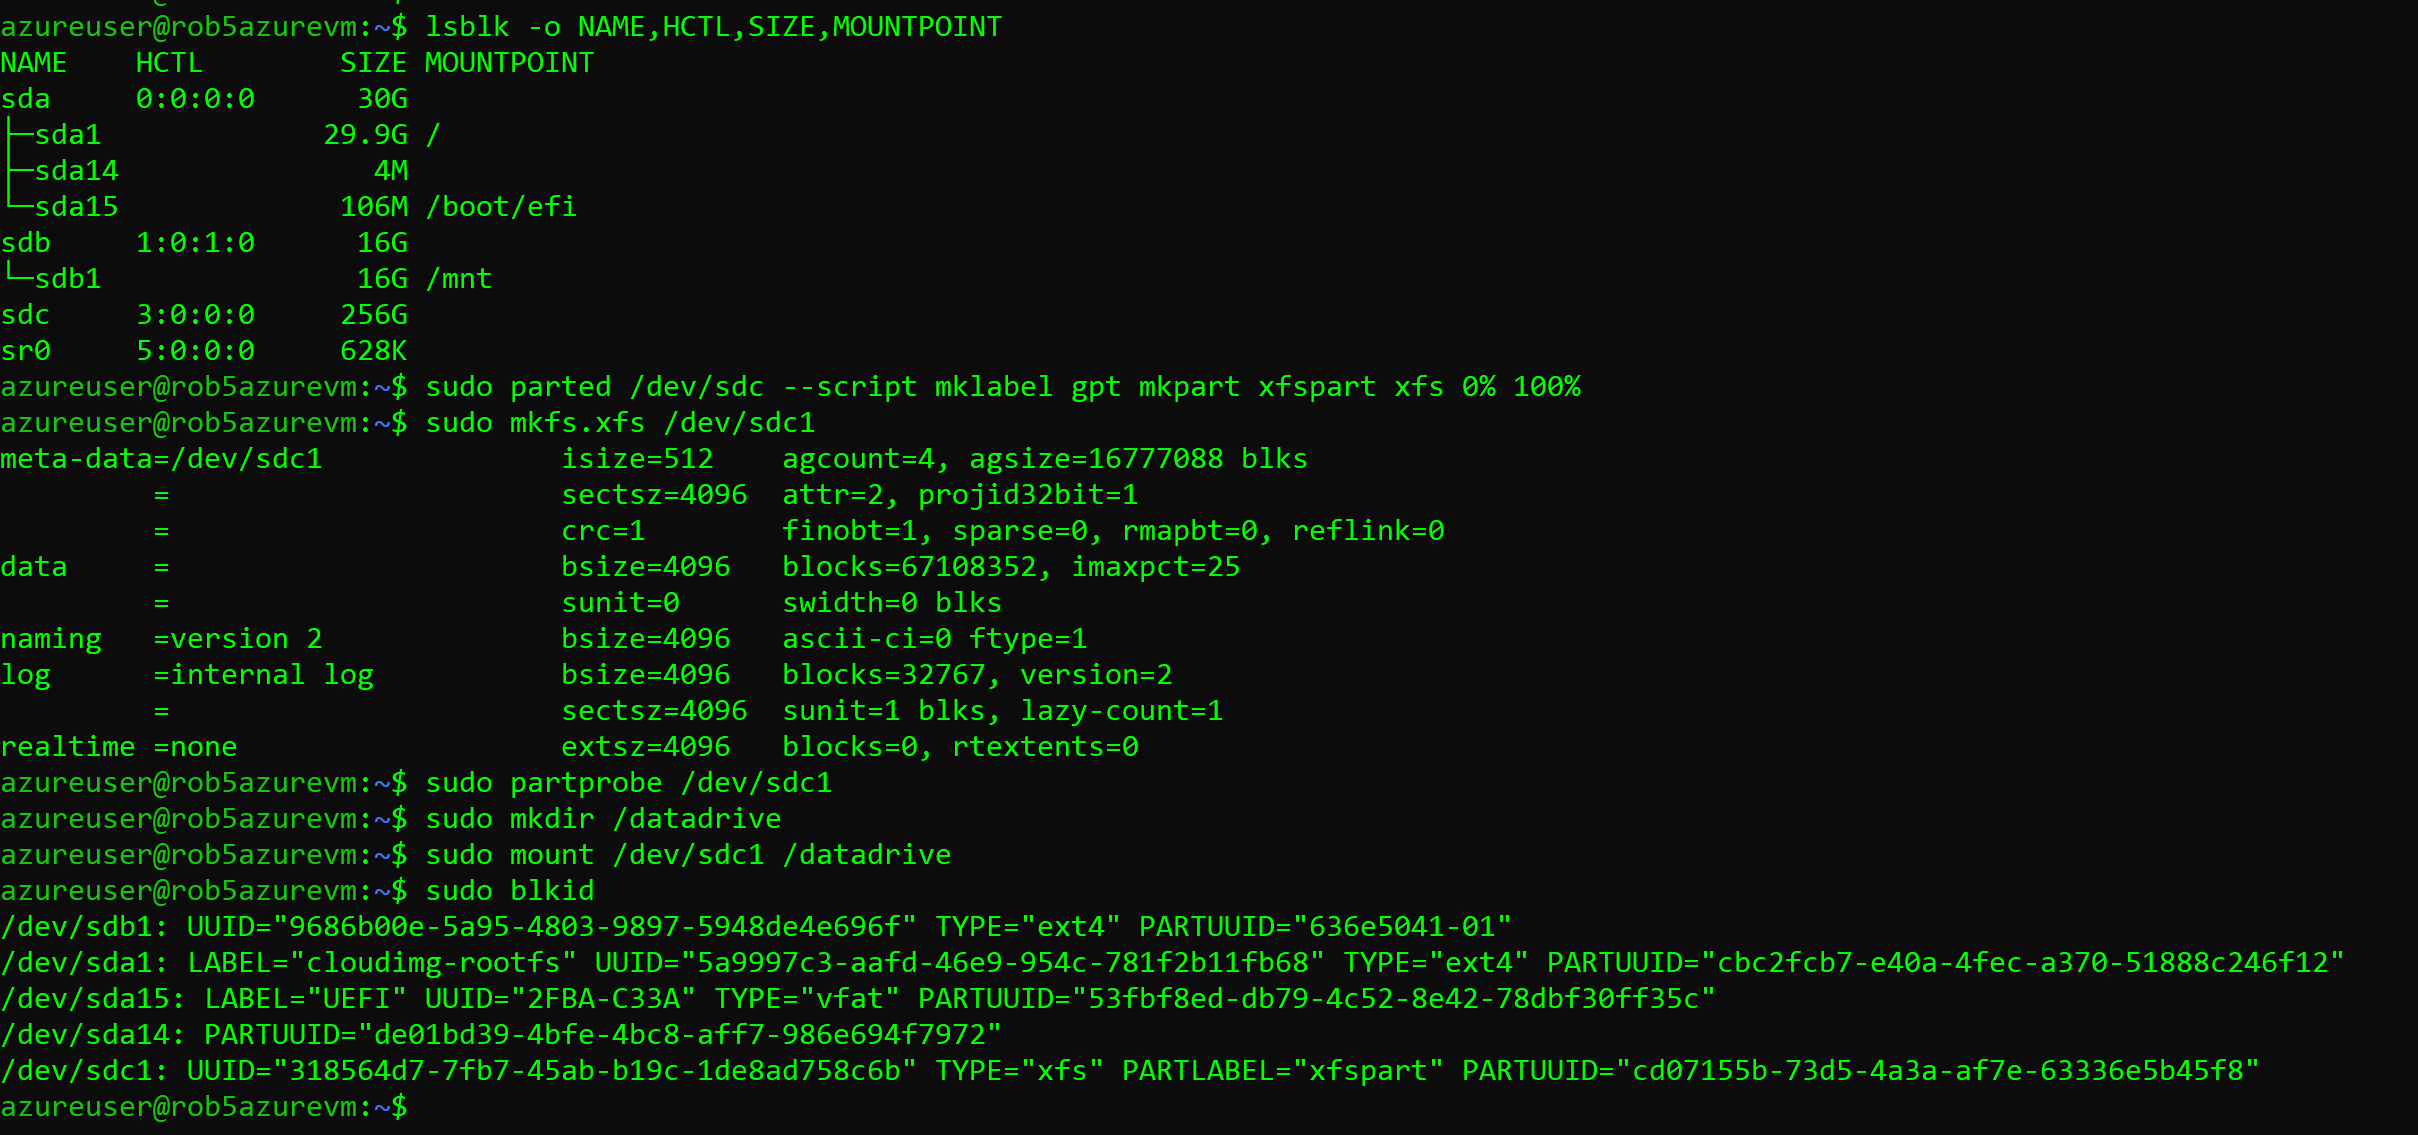 azureuser@rob5azurevm:~$ lsblk -o NAME,HCTL,SIZE,MOUNTPOINT
NAME    HCTL        SIZE MOUNTPOINT
sda     0:0:0:0      30G
├─sda1             29.9G /
├─sda14               4M
└─sda15             106M /boot/efi
sdb     1:0:1:0      16G
└─sdb1               16G /mnt
sdc     3:0:0:0     256G
sr0     5:0:0:0     628K
azureuser@rob5azurevm:~$ sudo parted /dev/sdc --script mklabel gpt mkpart xfspart xfs 0% 100%
azureuser@rob5azurevm:~$ sudo mkfs.xfs /dev/sdc1
meta-data=/dev/sdc1              isize=512    agcount=4, agsize=16777088 blks
         =                       sectsz=4096  attr=2, projid32bit=1
         =                       crc=1        finobt=1, sparse=0, rmapbt=0, reflink=0
data     =                       bsize=4096   blocks=67108352, imaxpct=25
         =                       sunit=0      swidth=0 blks
naming   =version 2              bsize=4096   ascii-ci=0 ftype=1
log      =internal log           bsize=4096   blocks=32767, version=2
         =                       sectsz=4096  sunit=1 blks, lazy-count=1
realtime =none                   extsz=4096   blocks=0, rtextents=0
azureuser@rob5azurevm:~$ sudo partprobe /dev/sdc1
azureuser@rob5azurevm:~$ sudo mkdir /datadrive
azureuser@rob5azurevm:~$ sudo mount /dev/sdc1 /datadrive
azureuser@rob5azurevm:~$ sudo blkid
/dev/sdb1: UUID="9686b00e-5a95-4803-9897-5948de4e696f" TYPE="ext4" PARTUUID="636e5041-01"
/dev/sda1: LABEL="cloudimg-rootfs" UUID="5a9997c3-aafd-46e9-954c-781f2b11fb68" TYPE="ext4" PARTUUID="cbc2fcb7-e40a-4fec-a370-51888c246f12"
/dev/sda15: LABEL="UEFI" UUID="2FBA-C33A" TYPE="vfat" PARTUUID="53fbf8ed-db79-4c52-8e42-78dbf30ff35c"
/dev/sda14: PARTUUID="de01bd39-4bfe-4bc8-aff7-986e694f7972"
/dev/sdc1: UUID="318564d7-7fb7-45ab-b19c-1de8ad758c6b" TYPE="xfs" PARTLABEL="xfspart" PARTUUID="cd07155b-73d5-4a3a-af7e-63336e5b45f8"
azureuser@rob5azurevm:~$